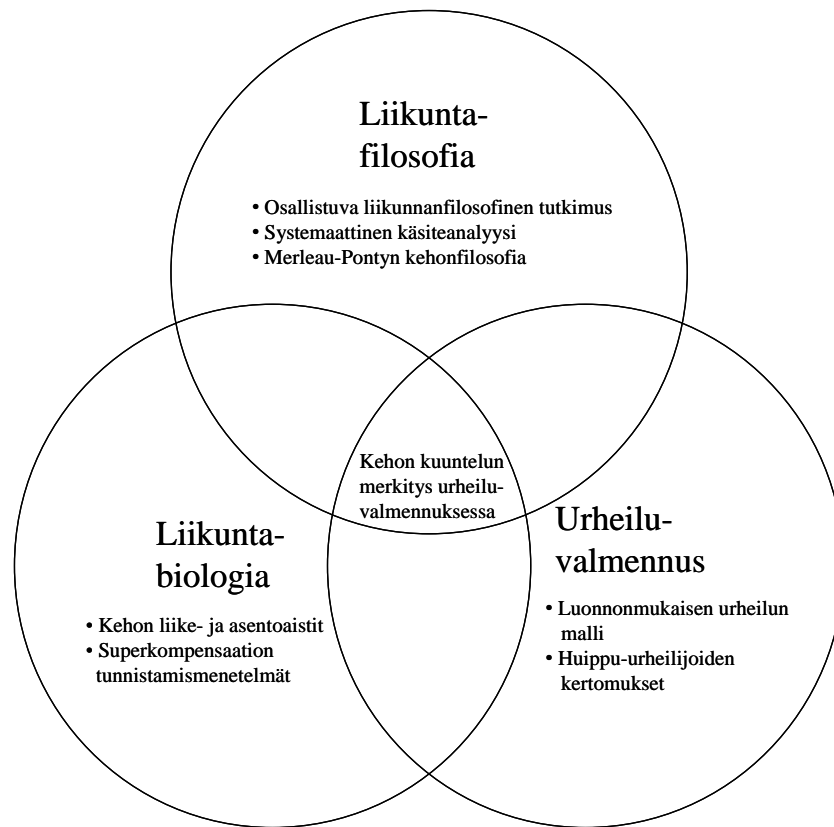 Liikunta-
filosofia
• Osallistuva liikunnanfilosofinen tutkimus
• Systemaattinen käsiteanalyysi
• Merleau-Pontyn kehonfilosofia
Kehon kuuntelun
merkitys urheilu-
valmennuksessa
Liikunta-
biologia
• Kehon liike- ja asentoaistit
• Superkompensaation
tunnistamismenetelmät
Urheilu-
valmennus
• Luonnonmukaisen urheilun
malli
• Huippu-urheilijoiden
kertomukset